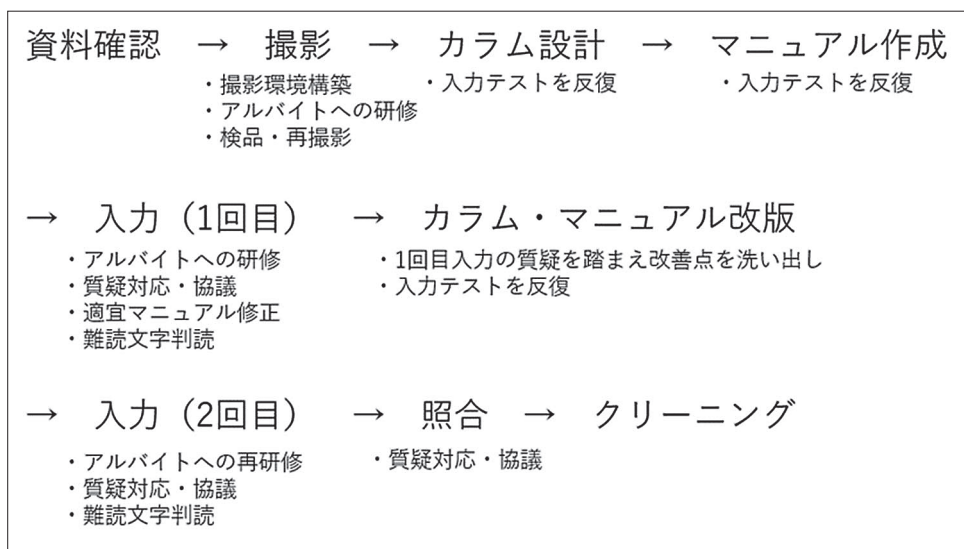 資料確認 → 撮影 → カラム設計 → マニュアル作成
・撮影環境構築 ・入力テストを反復 ・入力テストを反復
・アルバイトへの研修
・検品・再撮影
→ 入力（1回目） → カラム・マニュアル改版
・アルバイトへの研修 ・1回目入力の質疑を踏まえ改善点を洗い出し
・質疑対応・協議 ・入力テストを反復
・適宜マニュアル修正
・難読文字判読
→ 入力（2回目） → 照合 → クリーニング
・アルバイトへの再研修 ・質疑対応・協議
・質疑対応・協議
・難読文字判読